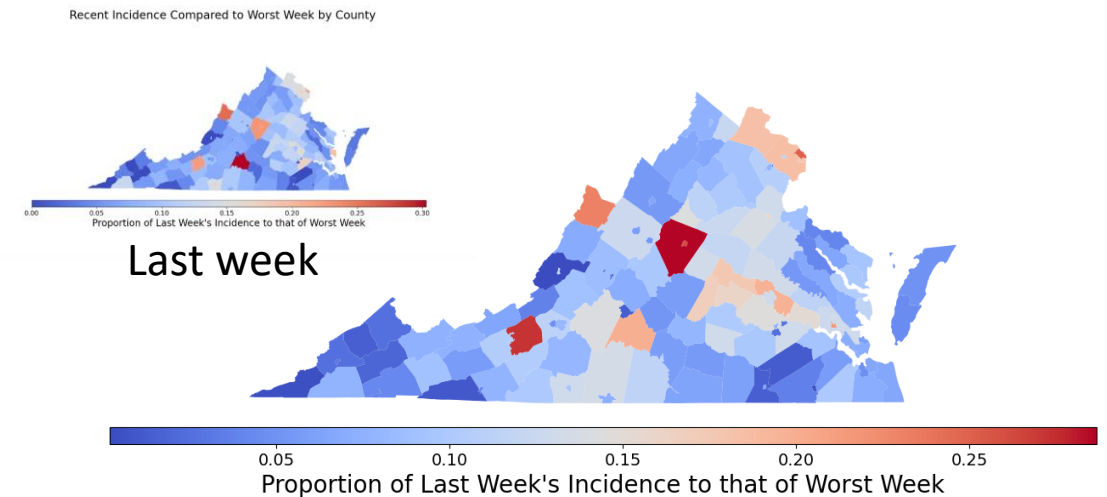 Recent Incidence Compared to Worst Week by County
0.00 0.05 0.10 0.15 0.20 0.25 0.30
Proportion of Last Week's Incidence to that of Worst Week
Last week
0.05 0.10 0.15 0.20 0.25
Proportion of Last Week's Incidence to that of Worst Week